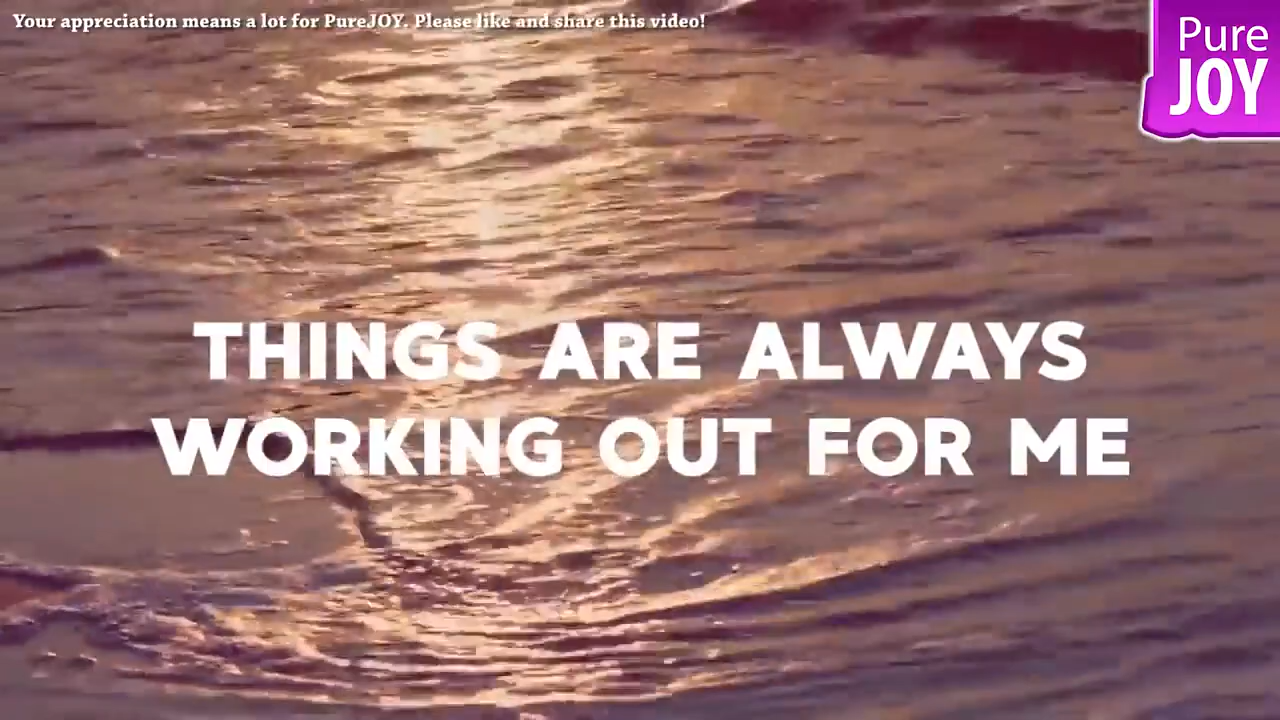 Your appreciation means a lot for PureJOY. Please like and share this video!
Pure
JOY
THINGS ARE ALWAYS
WORKING OUT FOR ME